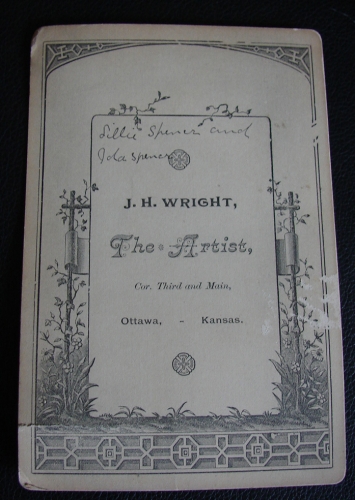 Lillie Spencer and
Ida Spencer
J. H. WRIGHT,
The Artist,
Cor. Third and Main,
Ottawa, - Kansas.